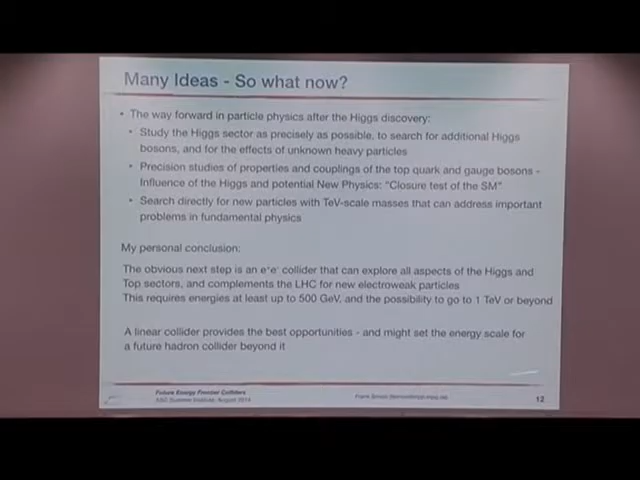 Many Ideas - So what now?
• The way forward in particle physics after the Higgs discovery:
• Study the Higgs sector as precisely as possible, to search for additional Higgs
bosons, and for the effects of unknown heavy particles
• Precision studies of properties and couplings of the top quark and gauge bosons -
Influence of the Higgs and potential New Physics: "Closure test of the SM"
• Search directly for new particles with TeV-scale masses that can address important
problems in fundamental physics
My personal conclusion:
The obvious next step is an e⁺e⁻ collider that can explore all aspects of the Higgs and
Top sectors, and complements the LHC for new electroweak particles
This requires energies at least up to 500 GeV, and the possibility to go to 1 TeV or beyond
A linear collider provides the best opportunities - and might set the energy scale for
a future hadron collider beyond it
Future Energy Frontier Colliders
Summer Institute, August 2014
Frank
12